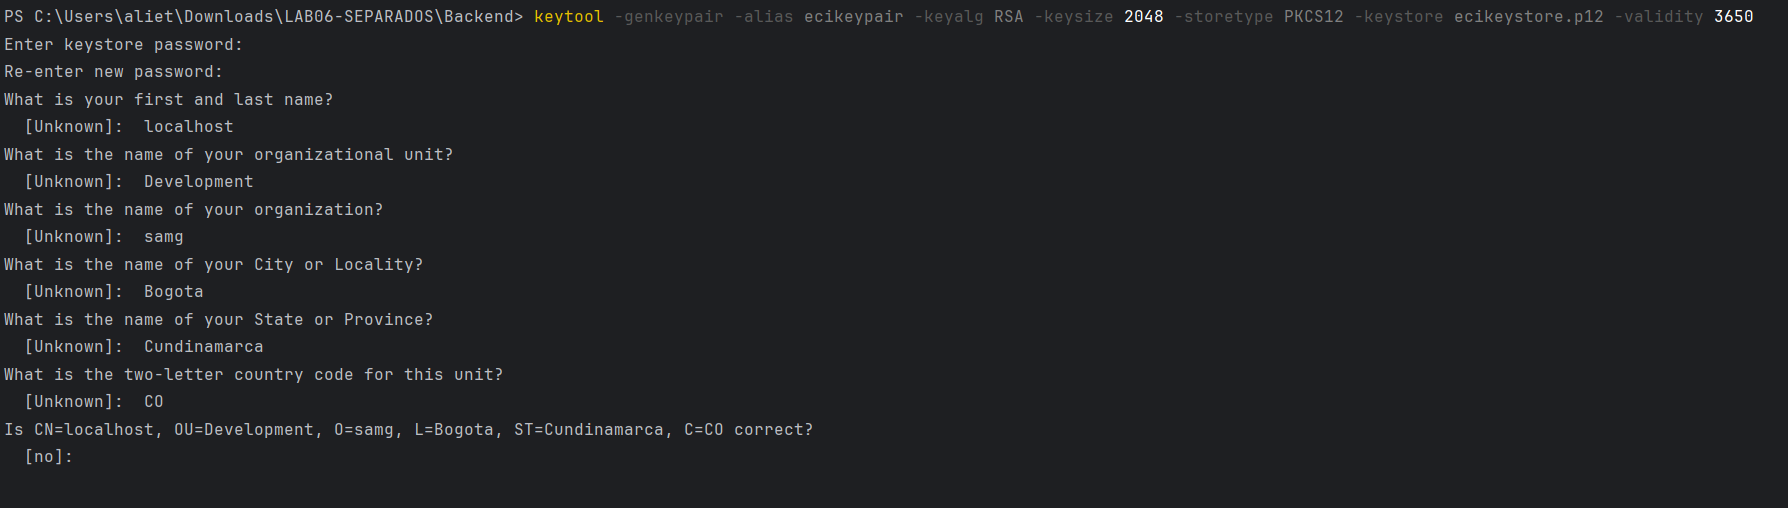 PS C:\Users\aliet\Downloads\LAB06-SEPARADOS\Backend> keytool -genkeypair -alias ecikeypair -keyalg RSA -keysize 2048 -storetype PKCS12 -keystore ecikeystore.p12 -validity 3650
Enter keystore password:
Re-enter new password:
What is your first and last name?
  [Unknown]:  localhost
What is the name of your organizational unit?
  [Unknown]:  Development
What is the name of your organization?
  [Unknown]:  samg
What is the name of your City or Locality?
  [Unknown]:  Bogota
What is the name of your State or Province?
  [Unknown]:  Cundinamarca
What is the two-letter country code for this unit?
  [Unknown]:  CO
Is CN=localhost, OU=Development, O=samg, L=Bogota, ST=Cundinamarca, C=CO correct?
  [no]: